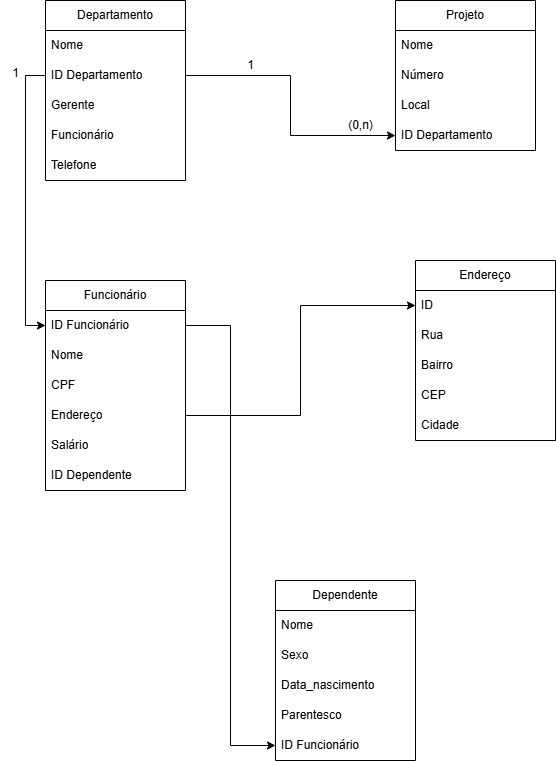 Departamento
Nome
ID Departamento
Gerente
Funcionário
Telefone
1
1
(0,n)
Projeto
Nome
Número
Local
ID Departamento
Funcionário
ID Funcionário
Nome
CPF
Endereço
Salário
ID Dependente
Endereço
ID
Rua
Bairro
CEP
Cidade
Dependente
Nome
Sexo
Data_nascimento
Parentesco
ID Funcionário